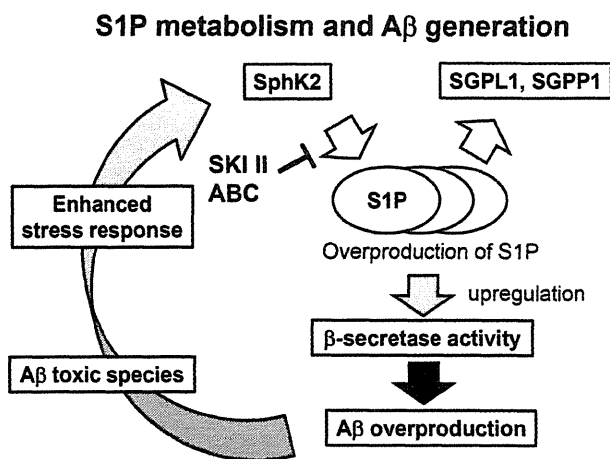 S1P metabolism and Aβ generation
SphK2
SGPL1, SGPP1
SKI II
ABC
S1P
Enhanced
stress response
Overproduction of S1P
upregulation
β-secretase activity
Aβ toxic species
Aβ overproduction